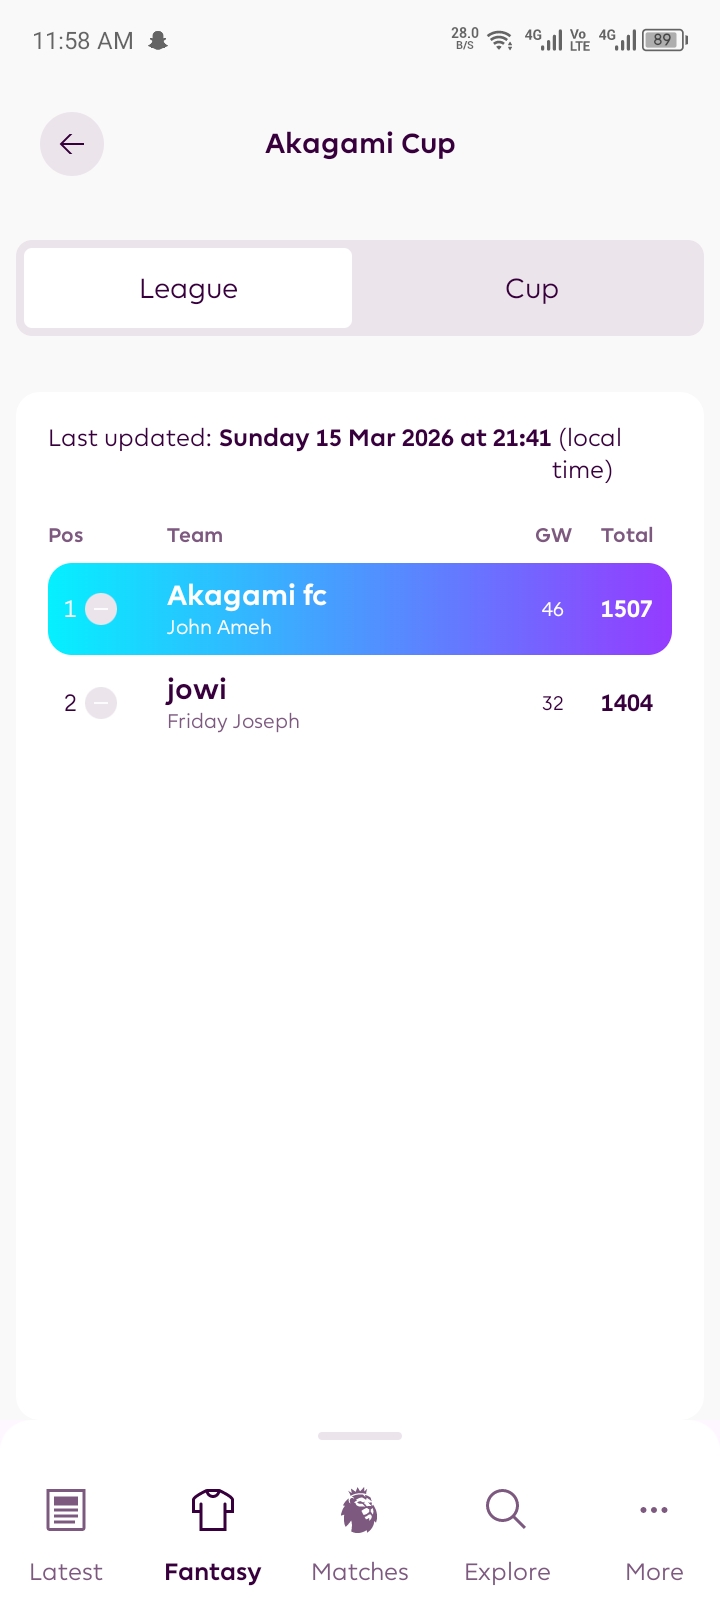 11:58 AM 28.0 B/S 4G Vo LTE 4G 89
Akagami Cup
League Cup
Last updated: Sunday 15 Mar 2026 at 21:41 (local
time)
Pos Team GW Total
1 Akagami fc 46 1507
John Ameh
2 jowi 32 1404
Friday Joseph
Latest Fantasy Matches Explore More